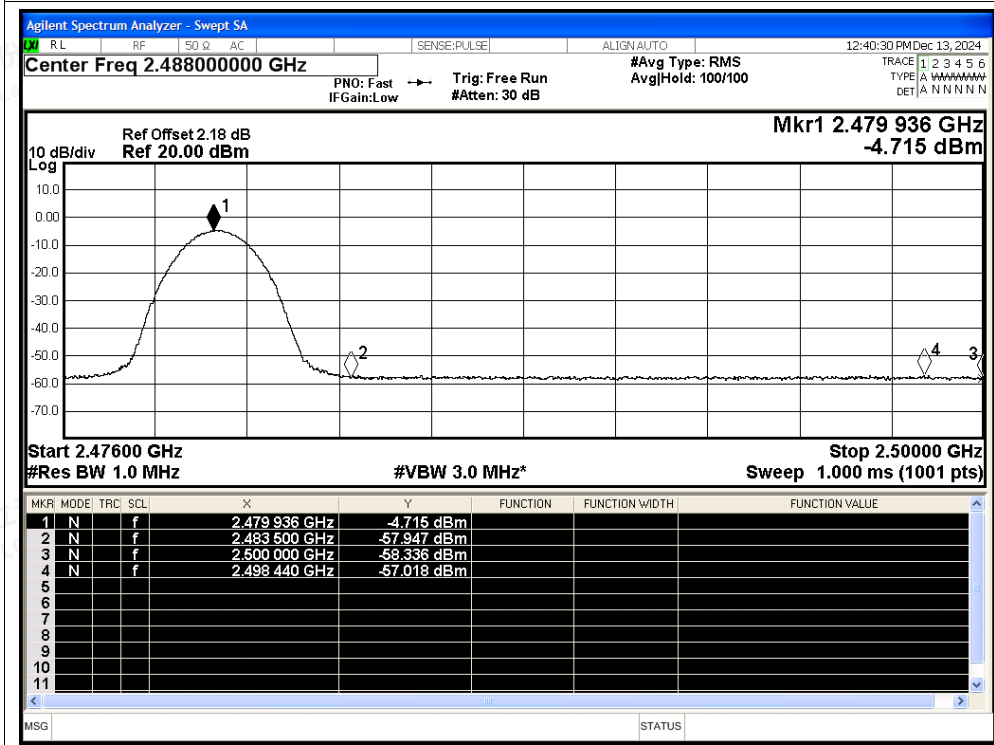 Agilent Spectrum Analyzer - Swept SA
LXI RL RF 50 Ω AC SENSE:PULSE ALIGN AUTO 12:40:30 PM Dec 13, 2024
Center Freq 2.488000000 GHz #Avg Type: RMS TRACE 1 2 3 4 5 6
PNO: Fast Trig: Free Run Avg|Hold: 100/100 TYPE A WWWWW
IFGain:Low #Atten: 30 dB DET A N N N N N
Mkr1 2.479 936 GHz
Ref Offset 2.18 dB
10 dB/div Ref 20.00 dBm -4.715 dBm
Log
10.0
1
0.00
-10.0
-20.0
-30.0
-40.0
-50.0 2 4 3
-60.0
-70.0
Start 2.47600 GHz Stop 2.50000 GHz
#Res BW 1.0 MHz #VBW 3.0 MHz* Sweep 1.000 ms (1001 pts)
MKR MODE TRC SCL X Y FUNCTION FUNCTION WIDTH FUNCTION VALUE
1 N f 2.479 936 GHz -4.715 dBm
2 N f 2.483 500 GHz -57.947 dBm
3 N f 2.500 000 GHz -58.336 dBm
4 N f 2.498 440 GHz -57.018 dBm
5
6
7
8
9
10
11
MSG STATUS